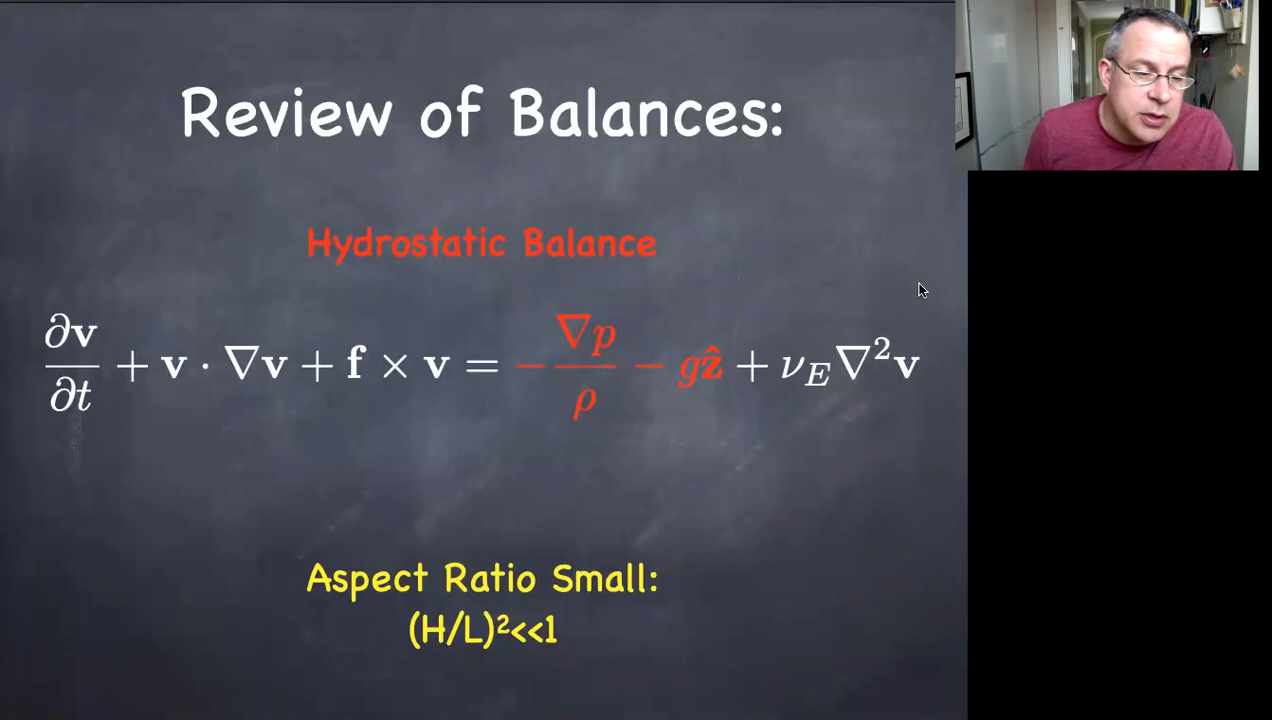 Review of Balances:
Hydrostatic Balance
∂v/∂t + v · ∇v + f × v = −∇p/ρ − gẑ + ν_E∇²v
Aspect Ratio Small:
(H/L)²<<1